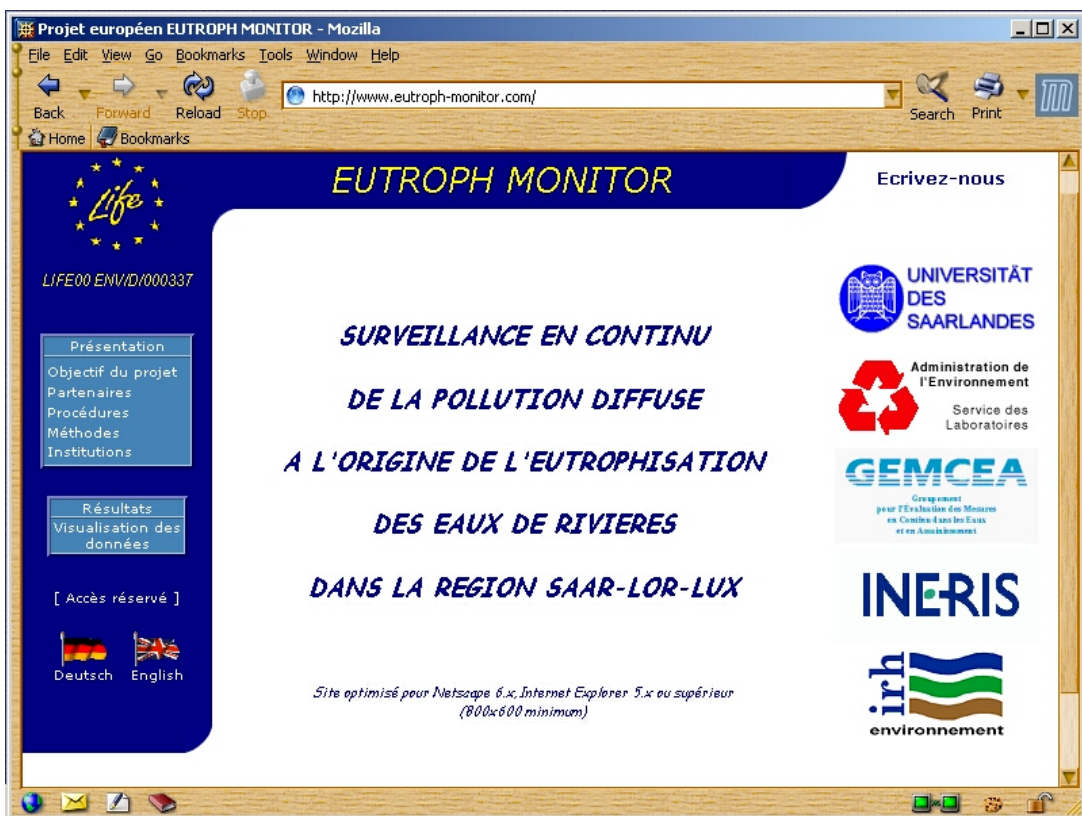 Projet européen EUTROPH MONITOR - Mozilla
File Edit View Go Bookmarks Tools Window Help
Back Forward Reload Stop
http://www.eutroph-monitor.com/
Search Print
Home Bookmarks
Life
EUTROPH MONITOR
Ecrivez-nous
LIFE00 ENV/D/000337
Présentation
Objectif du projet
Partenaires
Procédures
Méthodes
Institutions
Résultats
Visualisation des
données
[ Accès réservé ]
Deutsch English
SURVEILLANCE EN CONTINU
DE LA POLLUTION DIFFUSE
A L'ORIGINE DE L'EUTROPHISATION
DES EAUX DE RIVIERES
DANS LA REGION SAAR-LOR-LUX
Site optimisé pour Netscape 6.x, Internet Explorer 5.x ou supérieur
(800x600 minimum)
UNIVERSITÄT
DES
SAARLANDES
Administration de
l'Environnement
Service des
Laboratoires
GEMCEA
Groupement
pour l'Évaluation des Mesures
en Continu dans les Eaux
et en Assainissement
INERIS
irh
environnement